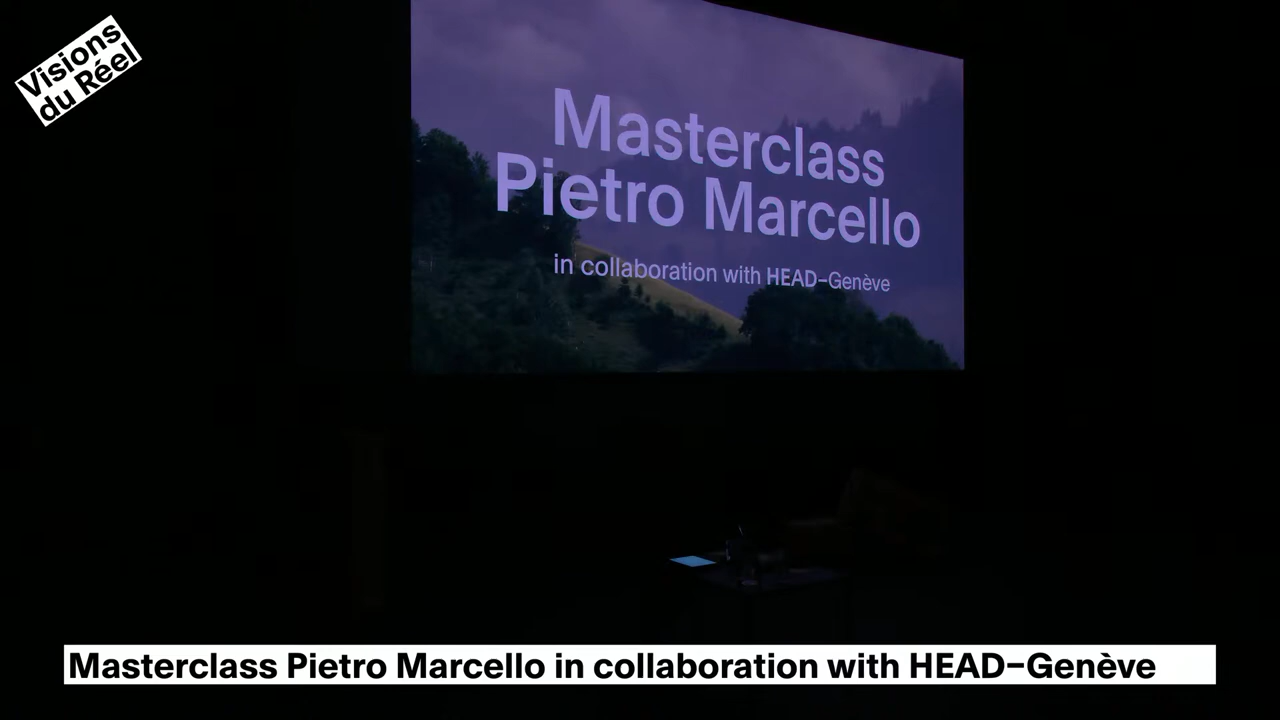 Visions
du Réel
Masterclass
Pietro Marcello
in collaboration with HEAD–Genève
Masterclass Pietro Marcello in collaboration with HEAD–Genève